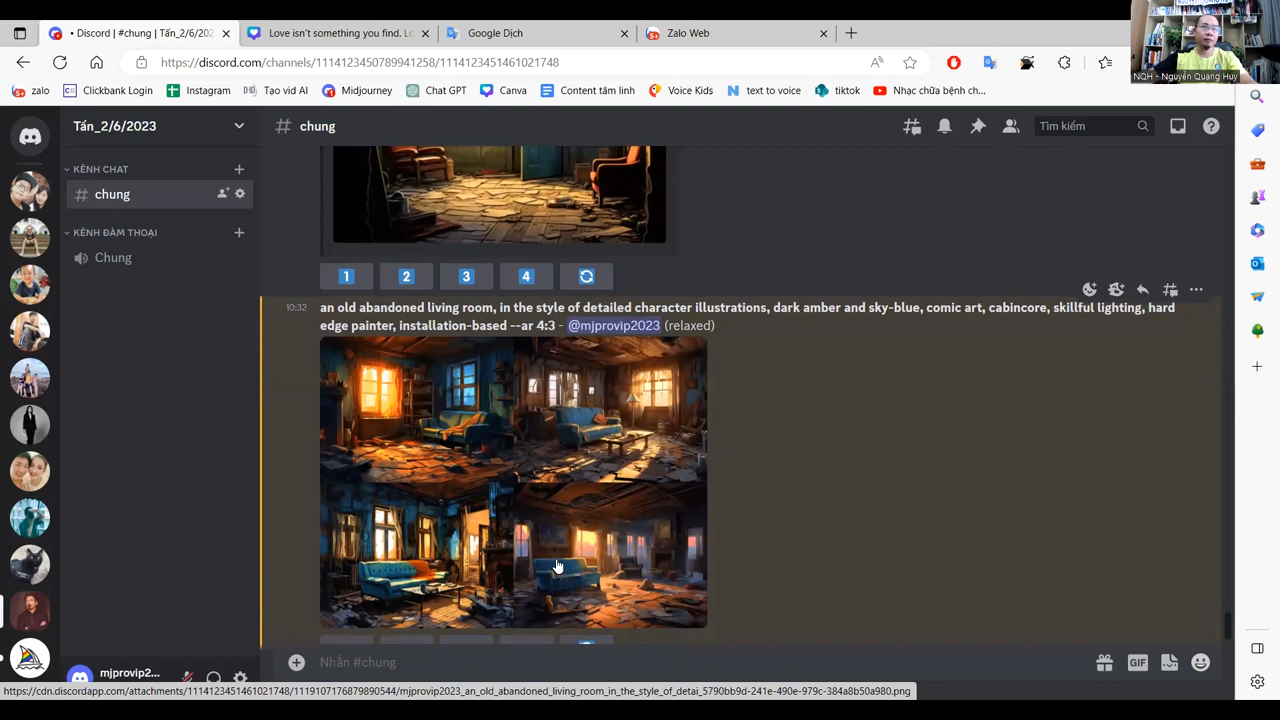 Discord | #chung | Tấn_2/6/202
Love isn't something you find. Lo
Google Dịch
Zalo Web
https://discord.com/channels/1114123450789941258/1114123451461021748
NQH - Nguyễn Quang Huy
zalo
Clickbank Login
Instagram
Tạo vid AI
Midjourney
Chat GPT
Canva
Content tâm linh
Voice Kids
text to voice
tiktok
Nhạc chữa bệnh ch...
Tấn_2/6/2023
# chung
Tìm kiếm
KÊNH CHAT
# chung
KÊNH ĐÀM THOẠI
Chung
1 2 3 4
10:32
an old abandoned living room, in the style of detailed character illustrations, dark amber and sky-blue, comic art, cabincore, skillful lighting, hard
edge painter, installation-based --ar 4:3 - @mjprovip2023 (relaxed)
Nhắn #chung
GIF
mjprovip2...
https://cdn.discordapp.com/attachments/1114123451461021748/1119107176879890544/mjprovip2023_an_old_abandoned_living_room_in_the_style_of_detai_5790bb9d-241e-490e-979c-384a8b50a980.png